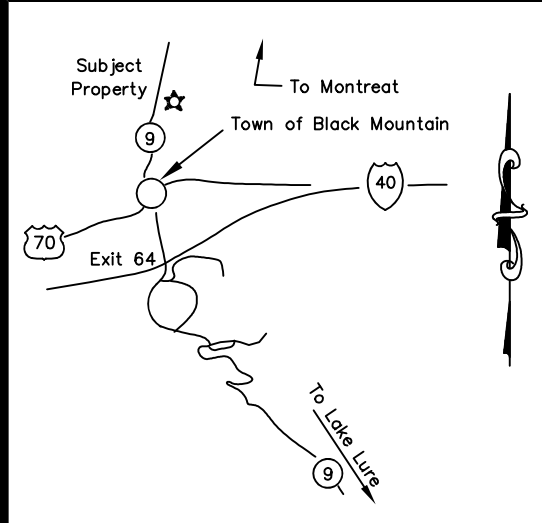 Subject
Property
To Montreat
9
Town of Black Mountain
40
70
Exit 64
To Lake Lure
9